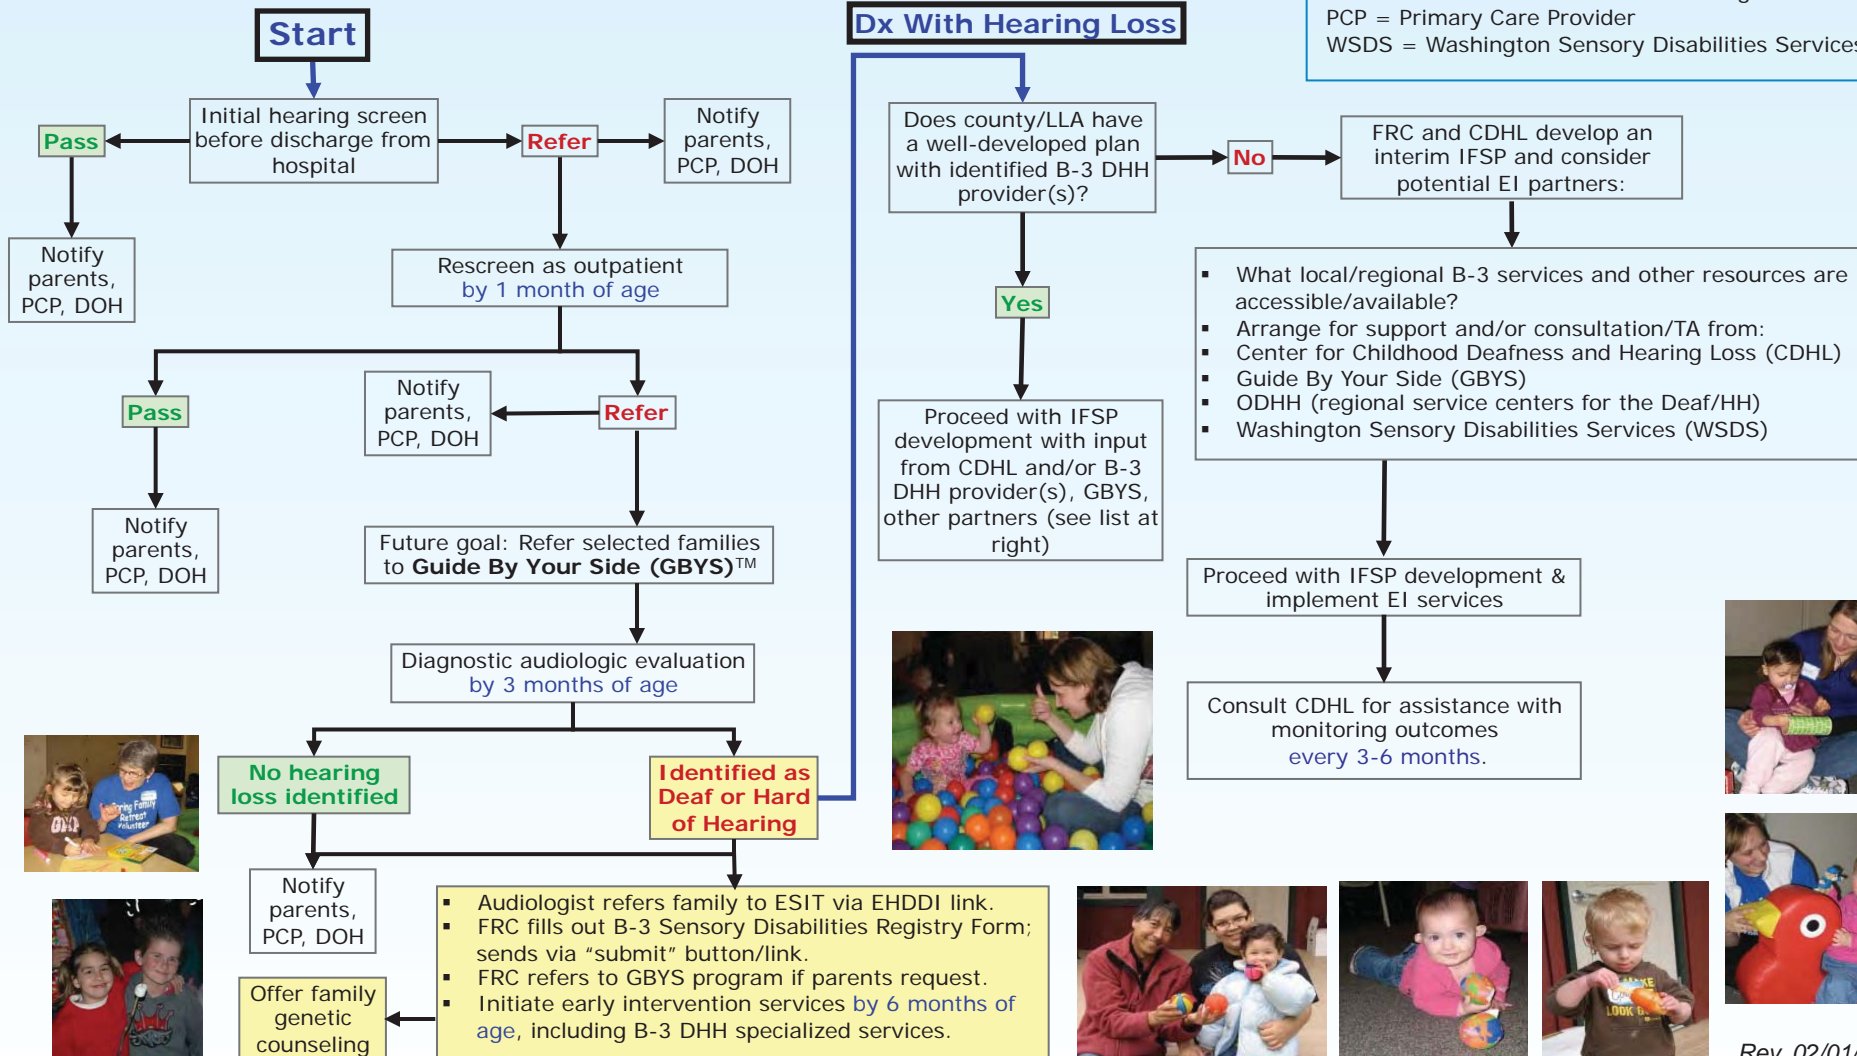 Start
Initial hearing screen
before discharge from
hospital
Pass
Refer
Notify
parents,
PCP, DOH
Notify
parents,
PCP, DOH
Rescreen as outpatient
by 1 month of age
Pass
Notify
parents,
PCP, DOH
Refer
Notify
parents,
PCP, DOH
Future goal: Refer selected families
to Guide By Your Side (GBYS)™
Diagnostic audiologic evaluation
by 3 months of age
No hearing
loss identified
Identified as
Deaf or Hard
of Hearing
Notify
parents,
PCP, DOH
▪ Audiologist refers family to ESIT via EHDDI link.
▪ FRC fills out B-3 Sensory Disabilities Registry Form;
sends via “submit” button/link.
▪ FRC refers to GBYS program if parents request.
▪ Initiate early intervention services by 6 months of
age, including B-3 DHH specialized services.
Offer family
genetic
counseling
Dx With Hearing Loss
Does county/LLA have
a well-developed plan
with identified B-3 DHH
provider(s)?
No
Yes
Proceed with IFSP
development with input
from CDHL and/or B-3
DHH provider(s), GBYS,
other partners (see list at
right)
PCP = Primary Care Provider
WSDS = Washington Sensory Disabilities Services
FRC and CDHL develop an
interim IFSP and consider
potential EI partners:
▪ What local/regional B-3 services and other resources are
accessible/available?
▪ Arrange for support and/or consultation/TA from:
▪ Center for Childhood Deafness and Hearing Loss (CDHL)
▪ Guide By Your Side (GBYS)
▪ ODHH (regional service centers for the Deaf/HH)
▪ Washington Sensory Disabilities Services (WSDS)
Proceed with IFSP development &
implement EI services
Consult CDHL for assistance with
monitoring outcomes
every 3-6 months.
Spring Family
Retreat
Volunteer
LOOK
Rev. 02/01